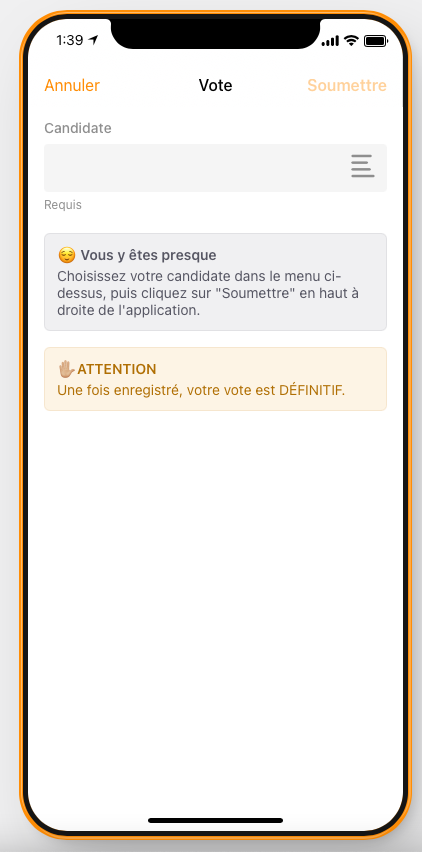 1:39
Annuler Vote Soumettre
Candidate
Requis
😌 Vous y êtes presque
Choisissez votre candidate dans le menu ci-
dessus, puis cliquez sur "Soumettre" en haut à
droite de l'application.
✋🏼ATTENTION
Une fois enregistré, votre vote est DÉFINITIF.